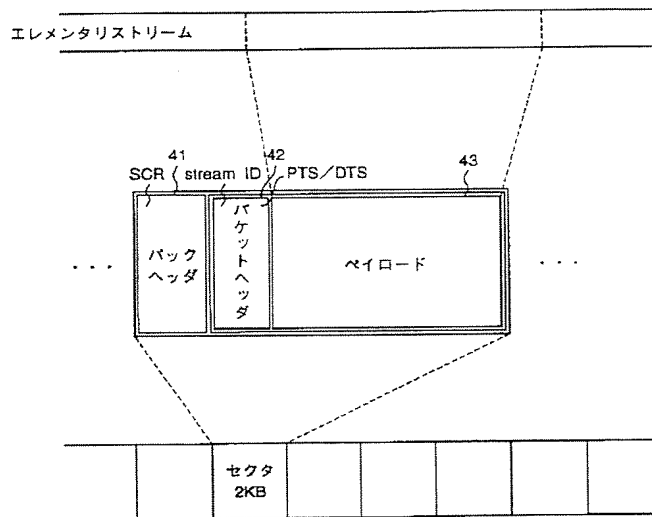 エレメンタリストリーム
41 42 43
SCR stream ID PTS／DTS
パック
ヘッダ
パケットヘッダ
ペイロード
・・・
・・・
セクタ
2KB